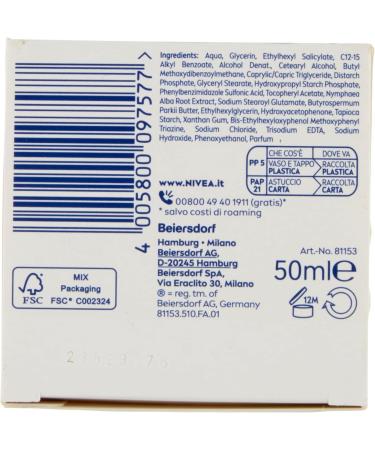 Ingredients: Aqua, Glycerin, Ethylhexyl Salicylate, C12-15
Alkyl Benzoate, Alcohol Denat., Cetearyl Alcohol, Butyl
Methoxydibenzoylmethane, Caprylic/Capric Triglyceride, Distarch
Phosphate, Glyceryl Stearate, Hydroxypropyl Starch Phosphate,
Phenylbenzimidazole Sulfonic Acid, Tocopheryl Acetate, Nymphaea
Alba Root Extract, Sodium Stearoyl Glutamate, Butyrospermum
Parkii Butter, Ethylhexylglycerin, Hydroxyacetophenone, Tapioca
Starch, Xanthan Gum, Bis-Ethylhexyloxyphenol Methoxyphenyl
Triazine, Sodium Chloride, Trisodium EDTA, Sodium
Hydroxide, Phenoxyethanol, Parfum
4 005800 097577
CHE COS'È DOVE VA
PP 5 VASO E TAPPO PLASTICA RACCOLTA PLASTICA
PAP 21 ASTUCCIO CARTA RACCOLTA CARTA
www.NIVEA.it
00800 49 40 1911 (gratis)*
* salvo costi di roaming
Beiersdorf
Hamburg • Milano
Beiersdorf AG,
D-20245 Hamburg
Beiersdorf SpA,
Via Eraclito 30, Milano
® = reg. tm. of
Beiersdorf AG, Germany
81153.510.FA.01
Art.-No. 81153
50ml e
12M
FSC
MIX
Packaging
FSC® C002324